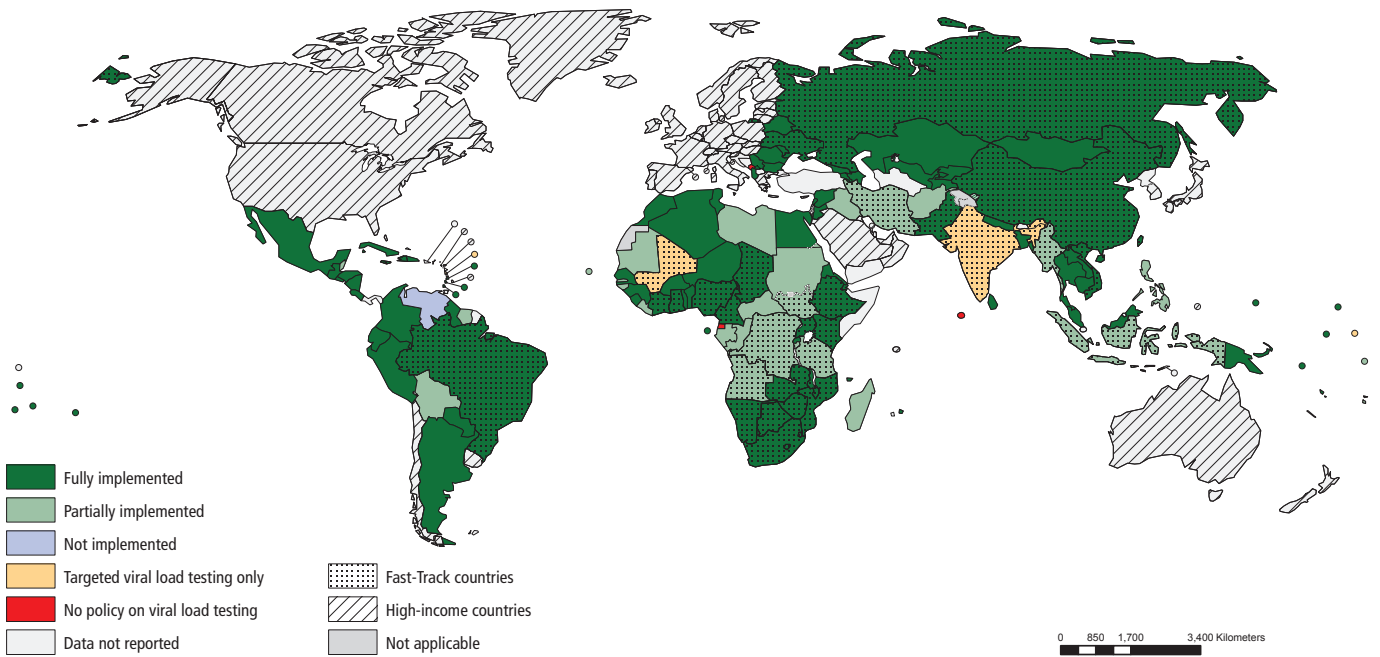 Fully implemented
Partially implemented
Not implemented
Targeted viral load testing only
No policy on viral load testing
Data not reported
Fast-Track countries
High-income countries
Not applicable
0 850 1,700 3,400 Kilometers